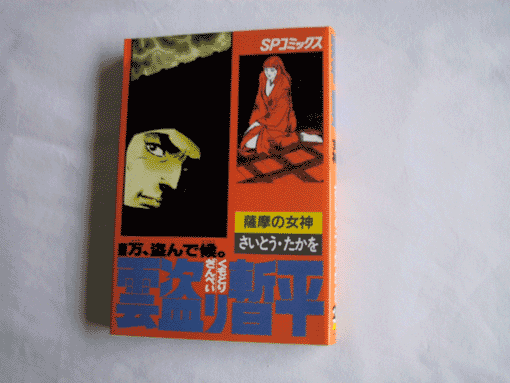 SPコミックス
薩摩の女神
さいとう・たかを
万、盗んで候。
雲盗り暫平
くもとりざんぺい